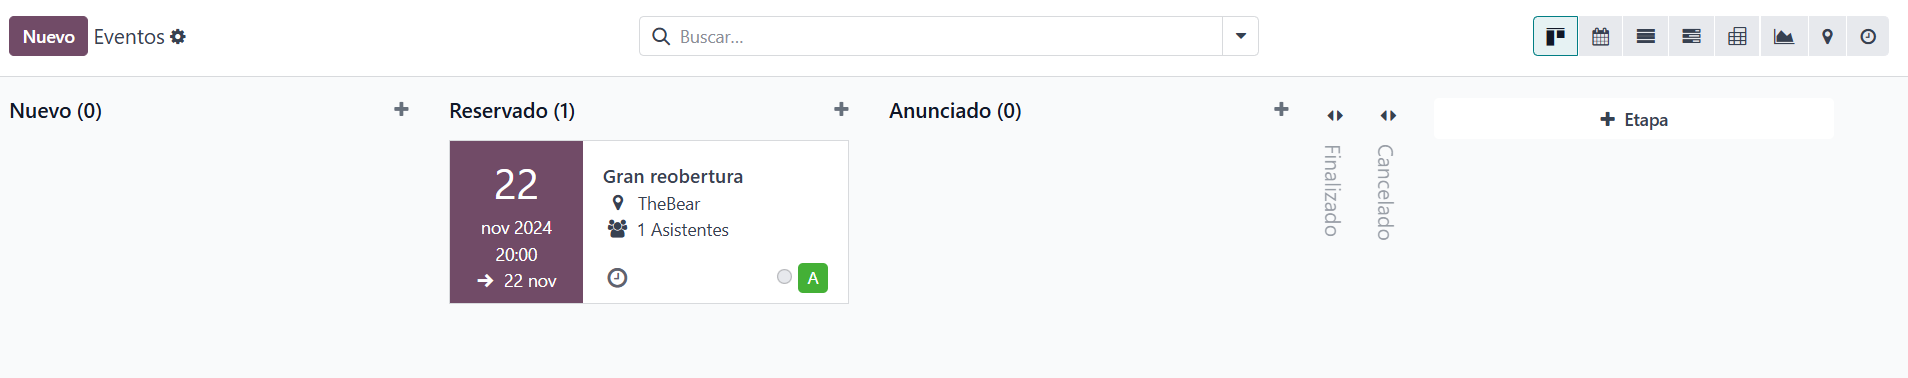 Nuevo Eventos
Buscar...
Nuevo (0)
Reservado (1)
Anunciado (0)
Finalizado
Cancelado
Etapa
22
nov 2024
20:00
22 nov
Gran reobertura
TheBear
1 Asistentes
A